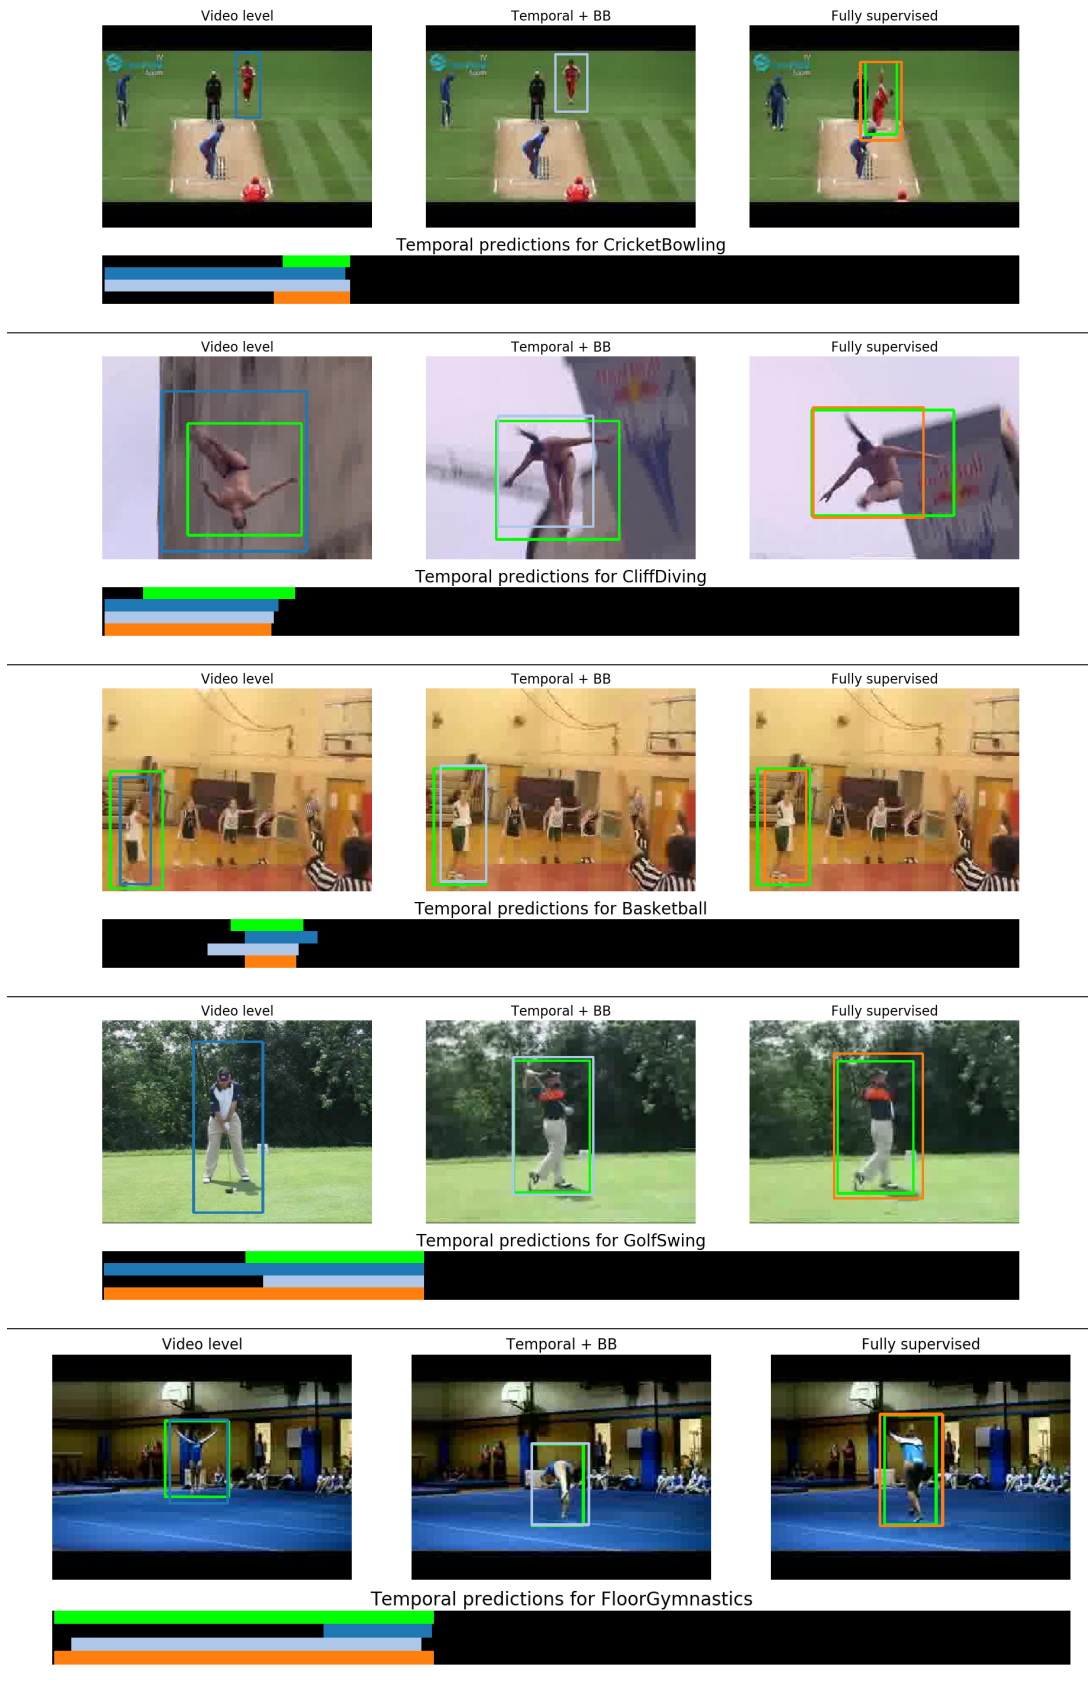 Video level
Temporal + BB
Fully supervised
Temporal predictions for CricketBowling
Video level
Temporal + BB
Fully supervised
Temporal predictions for CliffDiving
Video level
Temporal + BB
Fully supervised
Temporal predictions for Basketball
Video level
Temporal + BB
Fully supervised
Temporal predictions for GolfSwing
Video level
Temporal + BB
Fully supervised
Temporal predictions for FloorGymnastics